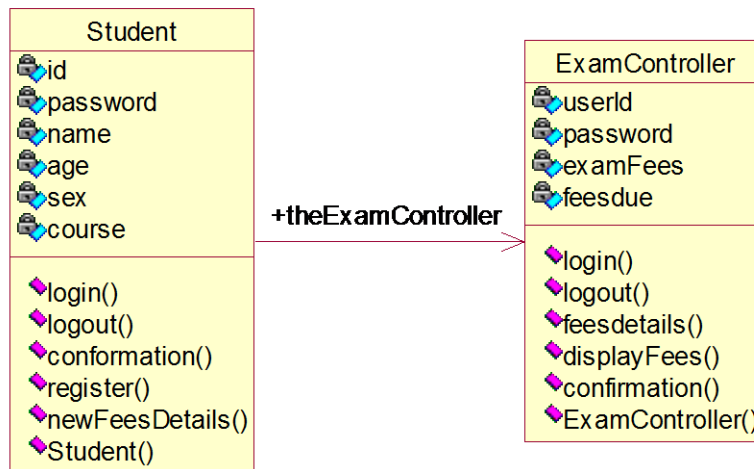 Student
id
password
name
age
sex
course
login()
logout()
conformation()
register()
newFeesDetails()
Student()
+theExamController
ExamController
userId
password
examFees
feesdue
login()
logout()
feesdetails()
displayFees()
confirmation()
ExamController()